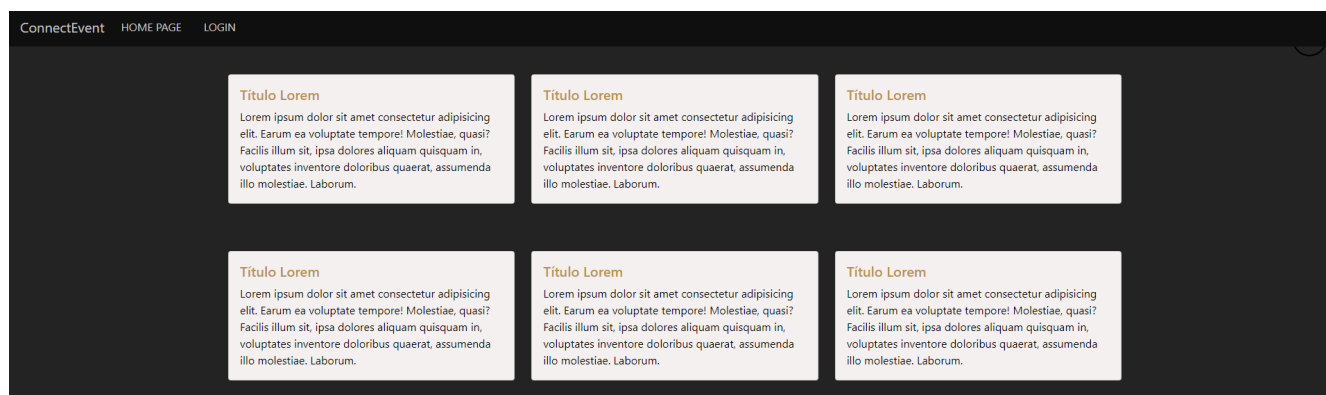 ConnectEvent HOME PAGE LOGIN
Título Lorem
Lorem ipsum dolor sit amet consectetur adipisicing
elit. Earum ea voluptate tempore! Molestiae, quasi?
Facilis illum sit, ipsa dolores aliquam quisquam in,
voluptates inventore doloribus quaerat, assumenda
illo molestiae. Laborum.
Título Lorem
Lorem ipsum dolor sit amet consectetur adipisicing
elit. Earum ea voluptate tempore! Molestiae, quasi?
Facilis illum sit, ipsa dolores aliquam quisquam in,
voluptates inventore doloribus quaerat, assumenda
illo molestiae. Laborum.
Título Lorem
Lorem ipsum dolor sit amet consectetur adipisicing
elit. Earum ea voluptate tempore! Molestiae, quasi?
Facilis illum sit, ipsa dolores aliquam quisquam in,
voluptates inventore doloribus quaerat, assumenda
illo molestiae. Laborum.
Título Lorem
Lorem ipsum dolor sit amet consectetur adipisicing
elit. Earum ea voluptate tempore! Molestiae, quasi?
Facilis illum sit, ipsa dolores aliquam quisquam in,
voluptates inventore doloribus quaerat, assumenda
illo molestiae. Laborum.
Título Lorem
Lorem ipsum dolor sit amet consectetur adipisicing
elit. Earum ea voluptate tempore! Molestiae, quasi?
Facilis illum sit, ipsa dolores aliquam quisquam in,
voluptates inventore doloribus quaerat, assumenda
illo molestiae. Laborum.
Título Lorem
Lorem ipsum dolor sit amet consectetur adipisicing
elit. Earum ea voluptate tempore! Molestiae, quasi?
Facilis illum sit, ipsa dolores aliquam quisquam in,
voluptates inventore doloribus quaerat, assumenda
illo molestiae. Laborum.